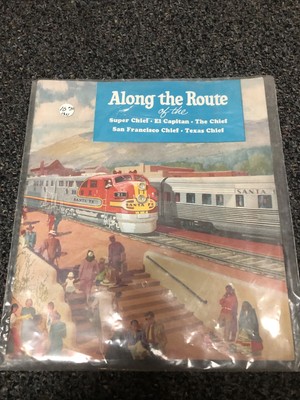 Along the Route
of the
Super Chief • El Capitan • The Chief
San Francisco Chief • Texas Chief
SANTA FE
SANTA